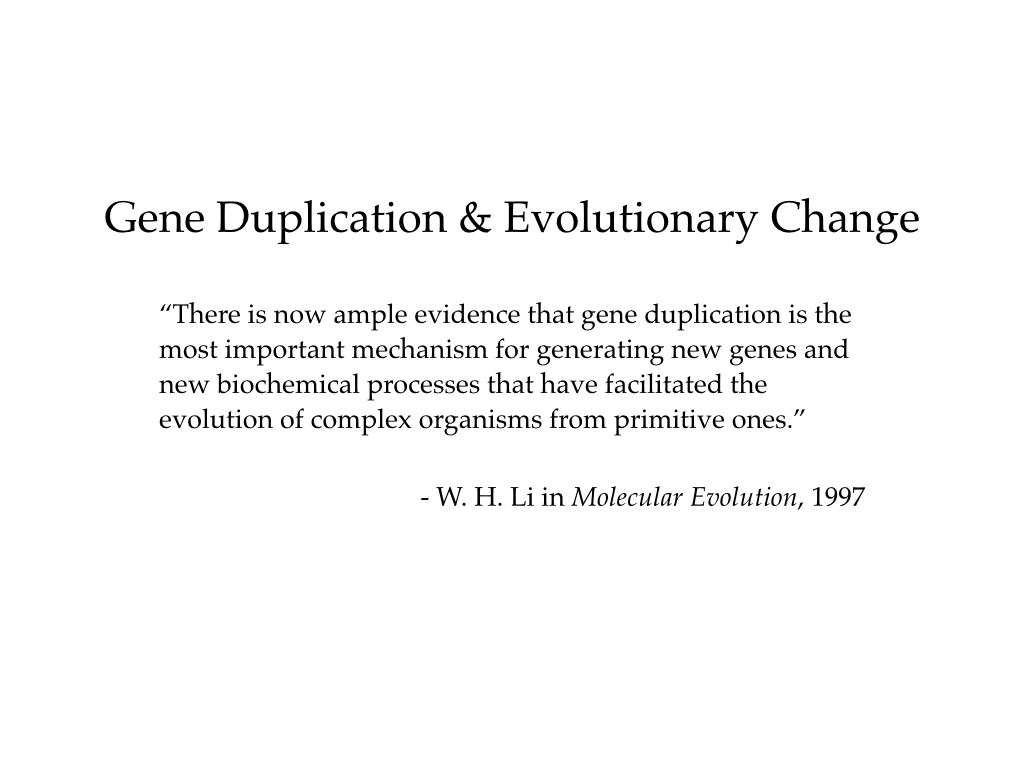 Gene Duplication & Evolutionary Change
“There is now ample evidence that gene duplication is the
most important mechanism for generating new genes and
new biochemical processes that have facilitated the
evolution of complex organisms from primitive ones.”
- W. H. Li in Molecular Evolution, 1997